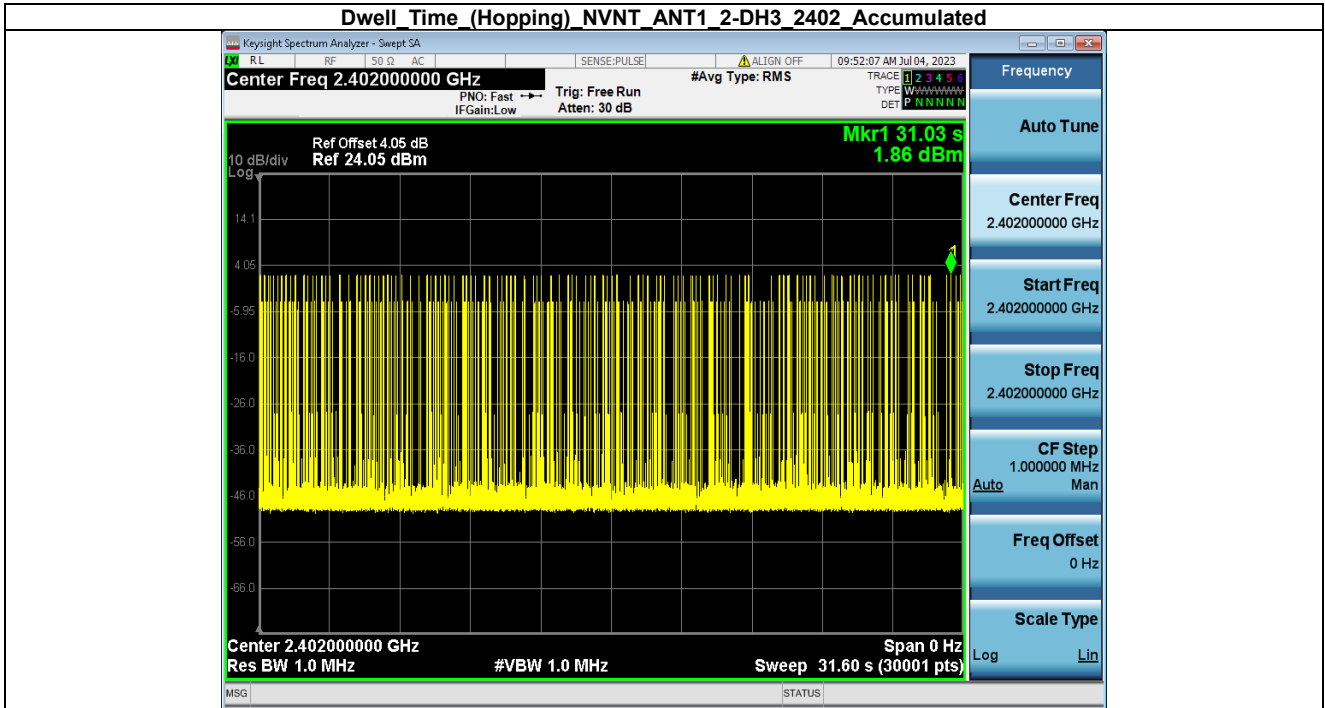 Dwell_Time_(Hopping)_NVNT_ANT1_2-DH3_2402_Accumulated
Keysight Spectrum Analyzer - Swept SA
LXI RL RF 50 Ω AC SENSE:PULSE ALIGN OFF 09:52:07 AM Jul 04, 2023
Center Freq 2.402000000 GHz
PNO: Fast
IFGain:Low
Trig: Free Run
Atten: 30 dB
#Avg Type: RMS
TRACE 1 2 3 4 5 6
TYPE WWWWWW
DET P N N N N N
Mkr1 31.03 s
1.86 dBm
Ref Offset 4.05 dB
10 dB/div Ref 24.05 dBm
Log
14.1
4.05
-5.95
-16.0
-26.0
-36.0
-46.0
-56.0
-66.0
1
Center 2.402000000 GHz Span 0 Hz
Res BW 1.0 MHz #VBW 1.0 MHz Sweep 31.60 s (30001 pts)
MSG STATUS
Frequency
Auto Tune
Center Freq
2.402000000 GHz
Start Freq
2.402000000 GHz
Stop Freq
2.402000000 GHz
CF Step
1.000000 MHz
Auto Man
Freq Offset
0 Hz
Scale Type
Log Lin